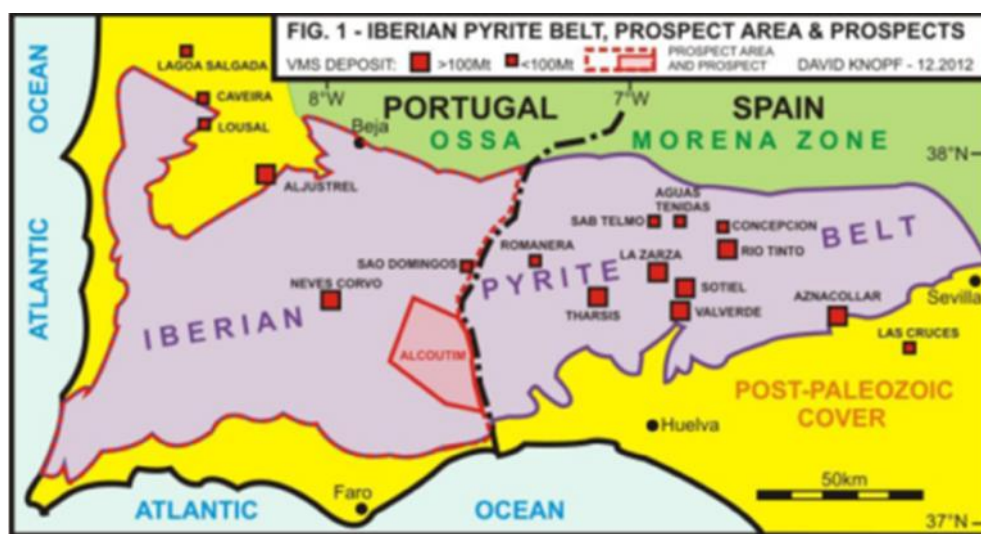 FIG. 1 - IBERIAN PYRITE BELT, PROSPECT AREA & PROSPECTS
VMS DEPOSIT: >100Mt <100Mt PROSPECT AREA
AND PROSPECT DAVID KNOPF - 12.2012
OCEAN
ATLANTIC
ATLANTIC
LAGOA SALGADA
CAVEIRA
LOUSAL
ALJUSTREL
8°W
7°W
Beja
PORTUGAL
SPAIN
OSSA MORENA ZONE
38°N
AGUAS
TENIDAS
SAB TELMO
CONCEPCION
RIO TINTO
ROMANERA
LA ZARZA
SAO DOMINGOS
NEVES CORVO
SOTIEL
THARSIS
VALVERDE
AZNACOLLAR
Sevilla
LAS CRUCES
IBERIAN PYRITE BELT
ALCOUTIM
POST-PALEOZOIC
COVER
Huelva
50km
Faro
ATLANTIC OCEAN
37°N